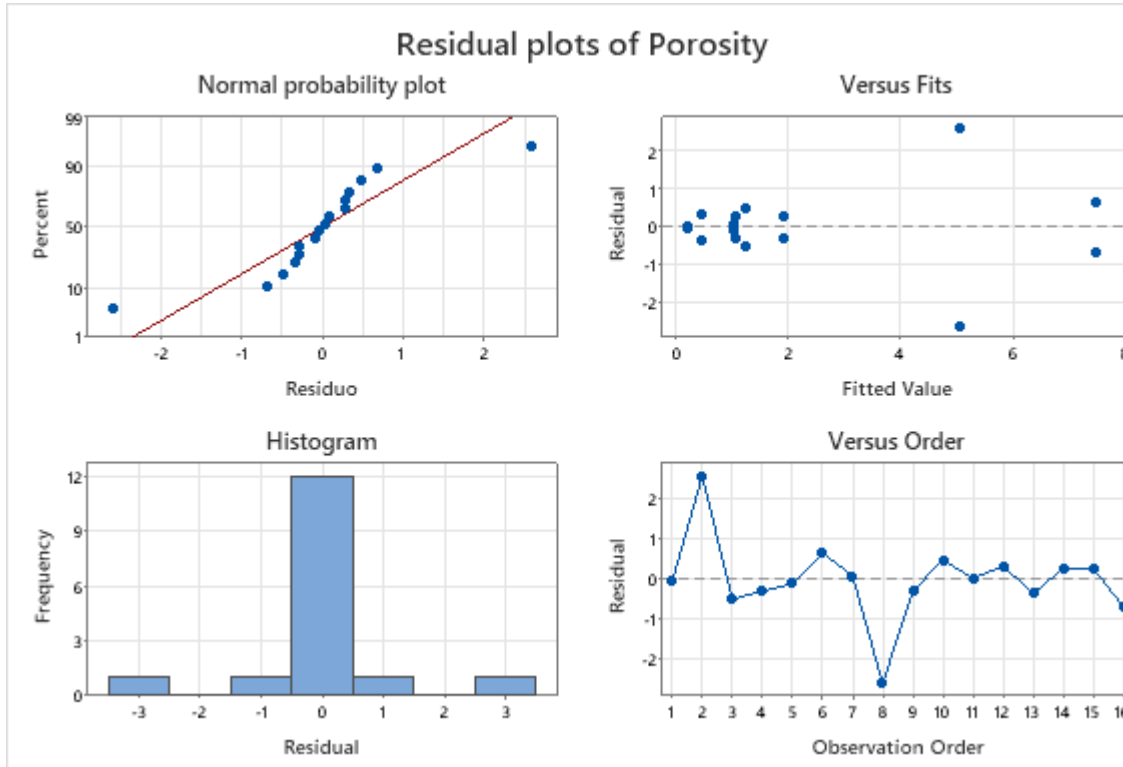 Residual plots of Porosity
Normal probability plot
99
90
50
10
1
Percent
-2 -1 0 1 2
Residuo
Versus Fits
2
1
0
-1
-2
Residual
0 2 4 6 8
Fitted Value
Histogram
12
9
6
3
0
Frequency
-3 -2 -1 0 1 2 3
Residual
Versus Order
2
1
0
-1
-2
Residual
1 2 3 4 5 6 7 8 9 10 11 12 13 14 15 16
Observation Order